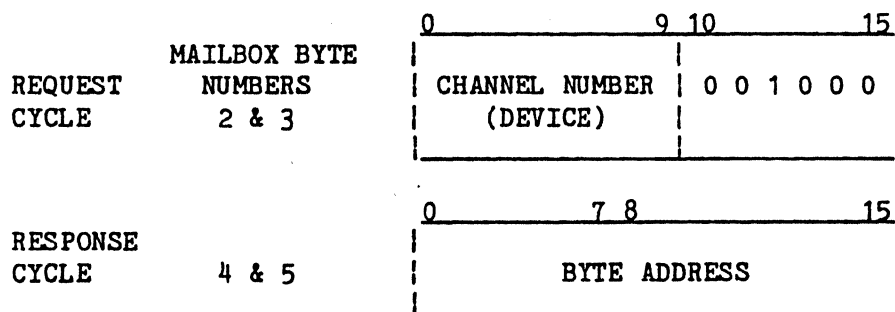 0 9 10 15
MAILBOX BYTE
REQUEST NUMBERS CHANNEL NUMBER 0 0 1 0 0 0
CYCLE 2 & 3 (DEVICE)
0 7 8 15
RESPONSE
CYCLE 4 & 5 BYTE ADDRESS